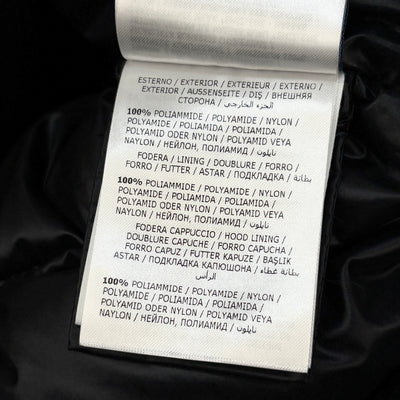 ESTERNO / EXTERIOR / EXTERIEUR / EXTERNO /
EXTERIOR / AUSSENSEITE / DIŞ / ВНЕШНЯЯ
СТОРОНА / الجزء الخارجي
100% POLIAMMIDE / POLYAMIDE / NYLON /
POLYAMIDE / POLIAMIDA / POLIAMIDA /
POLYAMID ODER NYLON / POLYAMID VEYA
NAYLON / НЕЙЛОН, ПОЛИАМИД / نايلون
FODERA / LINING / DOUBLURE / FORRO /
FORRO / FUTTER / ASTAR / ПОДКЛАДКА / بطانة
100% POLIAMMIDE / POLYAMIDE / NYLON /
POLYAMIDE / POLIAMIDA / POLIAMIDA /
POLYAMID ODER NYLON / POLYAMID VEYA
NAYLON / НЕЙЛОН, ПОЛИАМИД / نايلون
FODERA CAPPUCCIO / HOOD LINING /
DOUBLURE CAPUCHE / FORRO CAPUCHA /
FORRO CAPUZ / FUTTER KAPUZE / BAŞLIK
ASTAR / ПОДКЛАДКА КАПЮШОНА / بطانة غطاء
الرأس
100% POLIAMMIDE / POLYAMIDE / NYLON /
POLYAMIDE / POLIAMIDA / POLIAMIDA /
POLYAMID ODER NYLON / POLYAMID VEYA
NAYLON / НЕЙЛОН, ПОЛИАМИД / نايلون